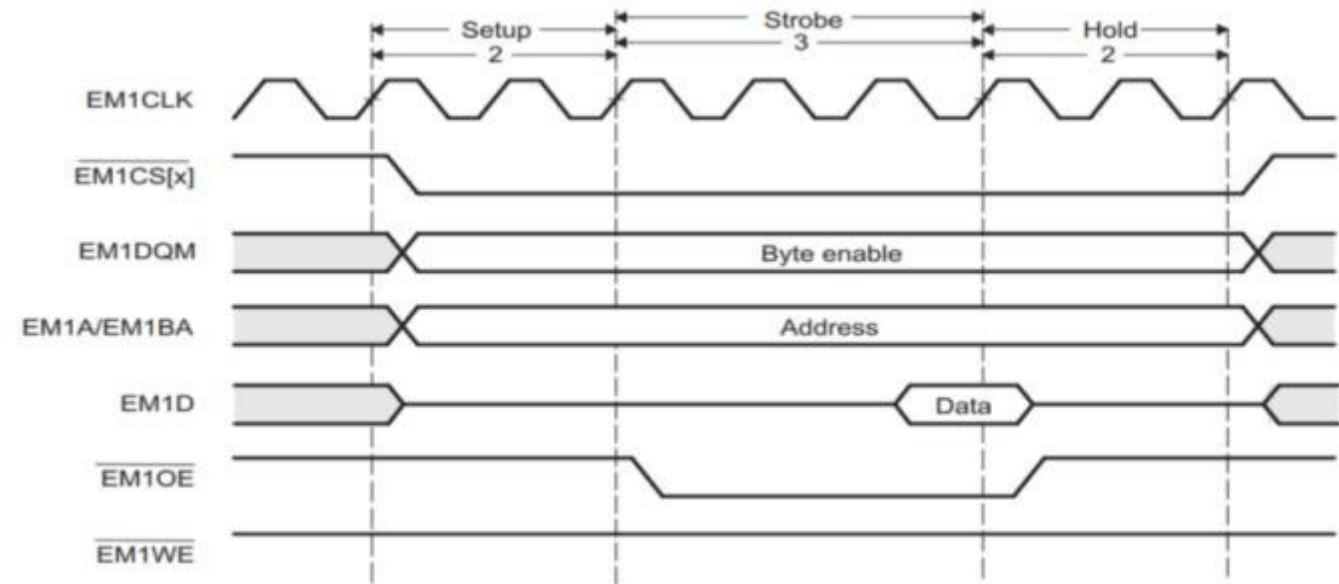 Setup Strobe Hold
2 3 2
EM1CLK
EM1CS[x]
EM1DQM Byte enable
EM1A/EM1BA Address
EM1D Data
EM1OE
EM1WE